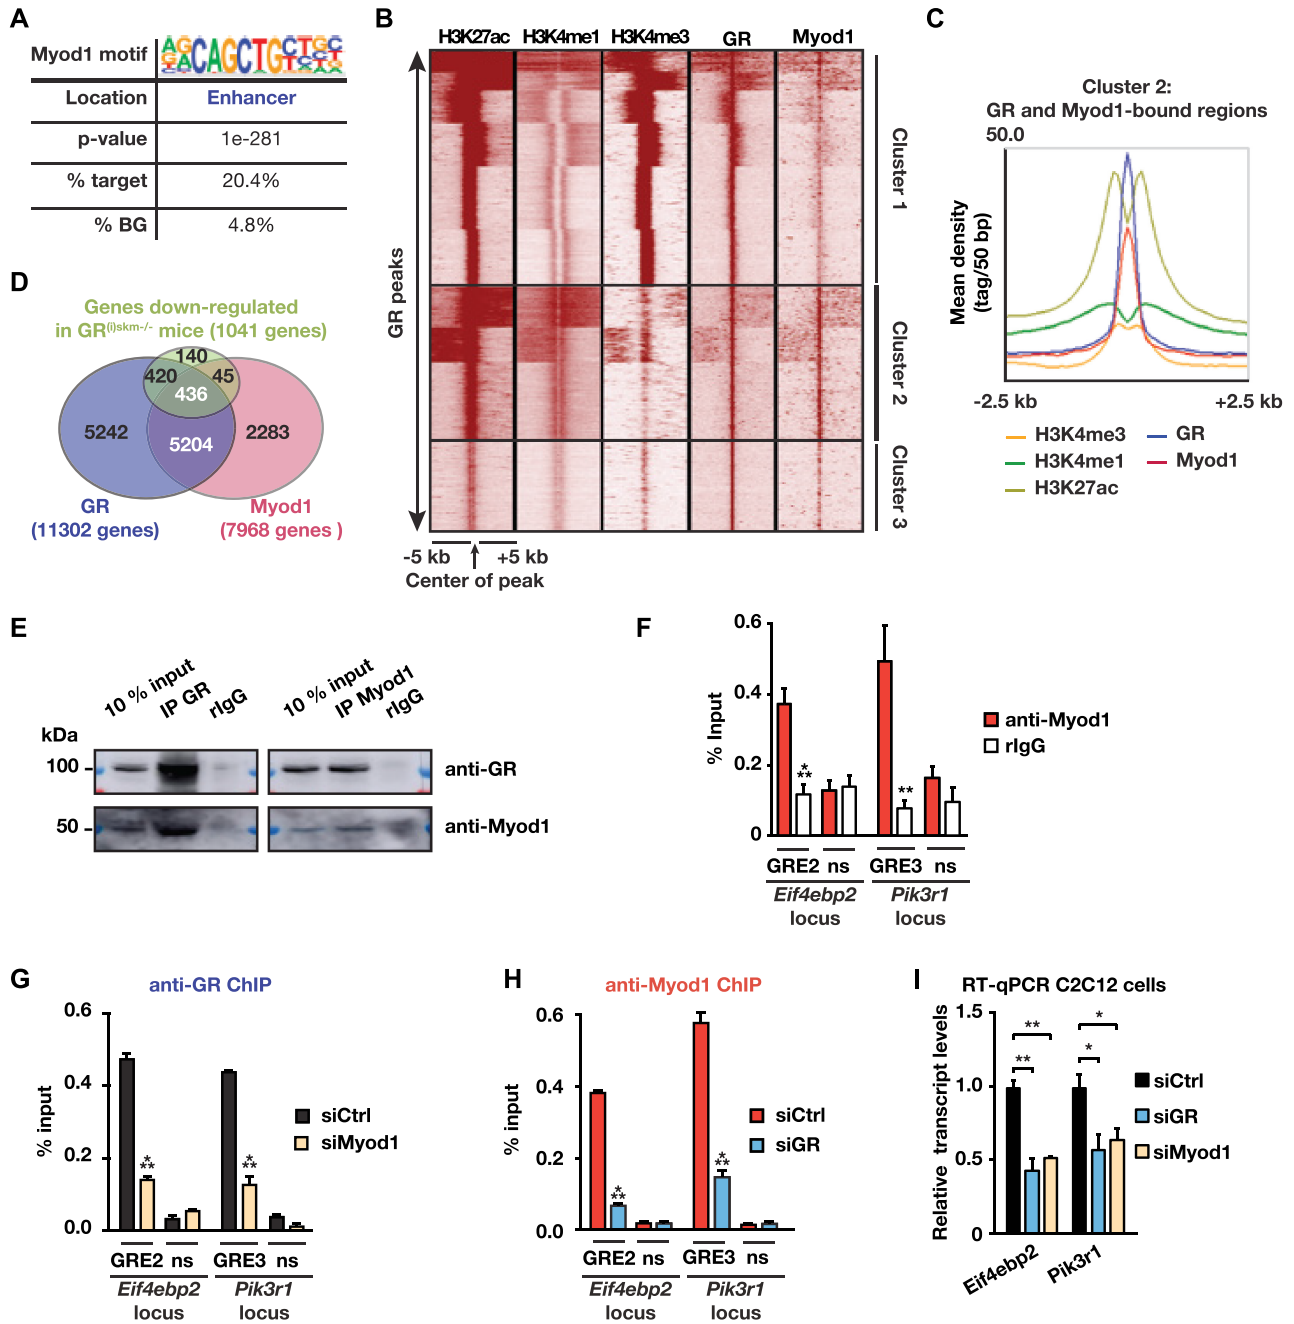 A
Myod1 motif
CAGCTG
Location Enhancer
p-value 1e-281
% target 20.4%
% BG 4.8%
B
H3K27ac H3K4me1 H3K4me3 GR Myod1
GR peaks
Cluster 1
Cluster 2
Cluster 3
-5 kb +5 kb
Center of peak
C
Cluster 2:
GR and Myod1-bound regions
50.0
Mean density
(tag/50 bp)
-2.5 kb +2.5 kb
H3K4me3 GR
H3K4me1 Myod1
H3K27ac
D
Genes down-regulated
in GR(i)skm-/- mice (1041 genes)
140
420 45
436
5242 5204 2283
GR Myod1
(11302 genes) (7968 genes )
E
10 % input IP GR rIgG 10 % input IP Myod1 rIgG
kDa
100 anti-GR
50 anti-Myod1
F
0.6
0.4
0.2
0
% Input
*
** **
anti-Myod1
rIgG
GRE2 ns GRE3 ns
Eif4ebp2 Pik3r1
locus locus
G anti-GR ChIP
0.6
0.4
0.2
0.0
% input
* *
** **
siCtrl
siMyod1
GRE2 ns GRE3 ns
Eif4ebp2 Pik3r1
locus locus
H anti-Myod1 ChIP
0.6
0.4
0.2
0.0
% input
*
**
*
**
siCtrl
siGR
GRE2 ns GRE3 ns
Eif4ebp2 Pik3r1
locus locus
I RT-qPCR C2C12 cells
1.5
1.0
0.5
0
Relative transcript levels
** *
** *
siCtrl
siGR
siMyod1
Eif4ebp2 Pik3r1